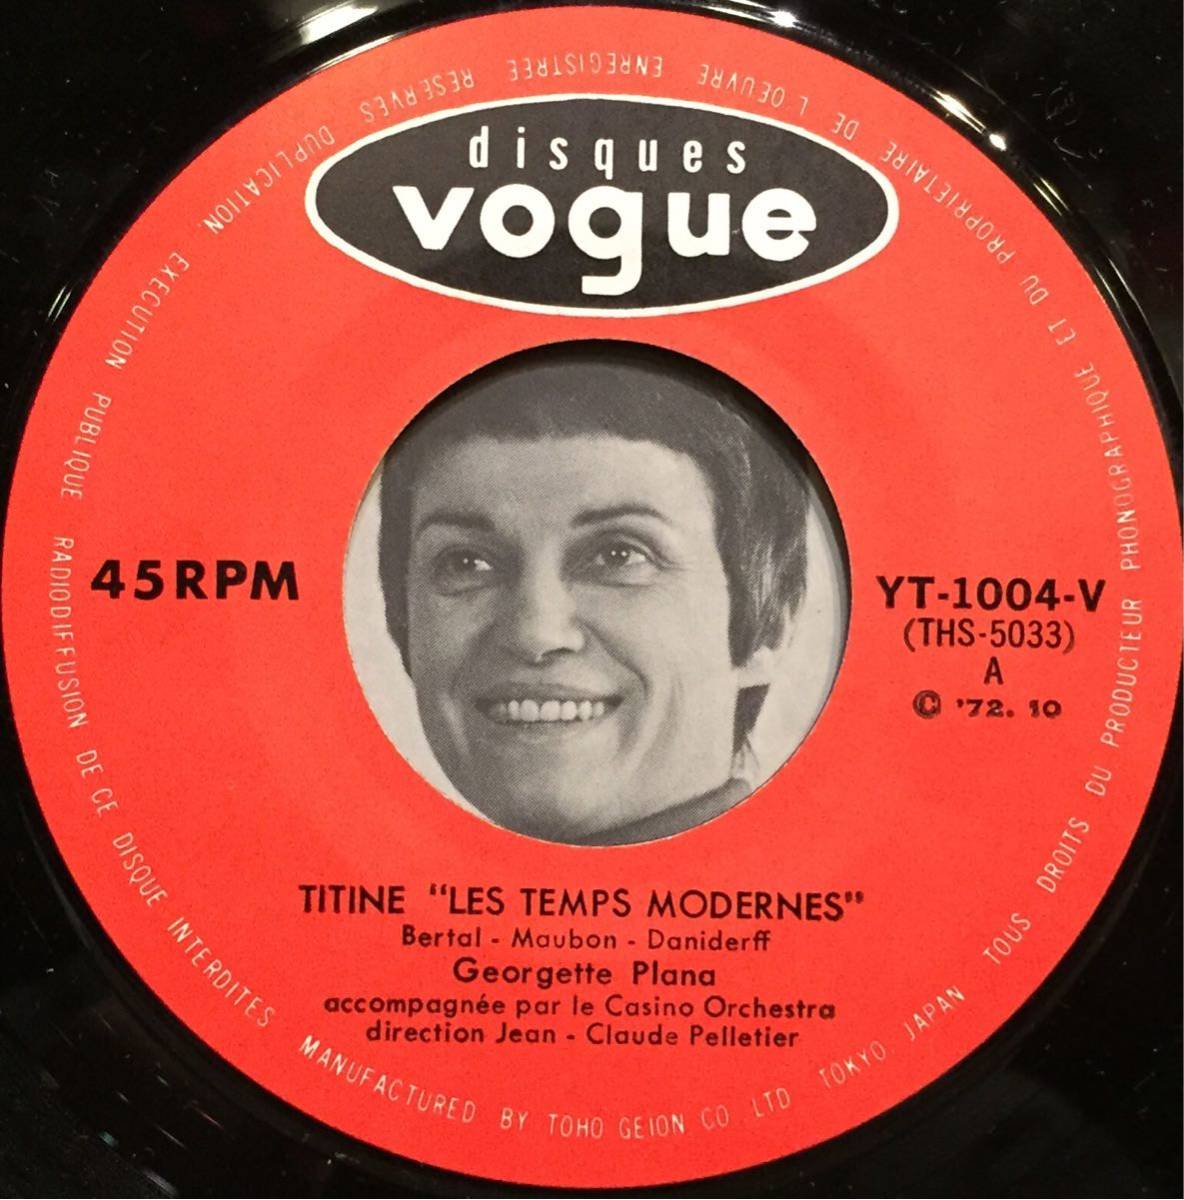 disques
vogue
45RPM
YT-1004-V
(THS-5033)
A
© '72. 10
TITINE "LES TEMPS MODERNES"
Bertal - Maubon - Daniderff
Georgette Plana
accompagnée par le Casino Orchestra
direction Jean - Claude Pelletier
TOUS DROITS DU PRODUCTEUR PHONOGRAPHIQUE ET DU PROPRIETAIRE DE L OEUVRE ENREGISTREE RESERVES DUPLICATION EXECUTION PUBLIQUE RADIODIFFUSION DE CE DISQUE INTERDITES
MANUFACTURED BY TOHO GEION CO LTD TOKYO JAPAN